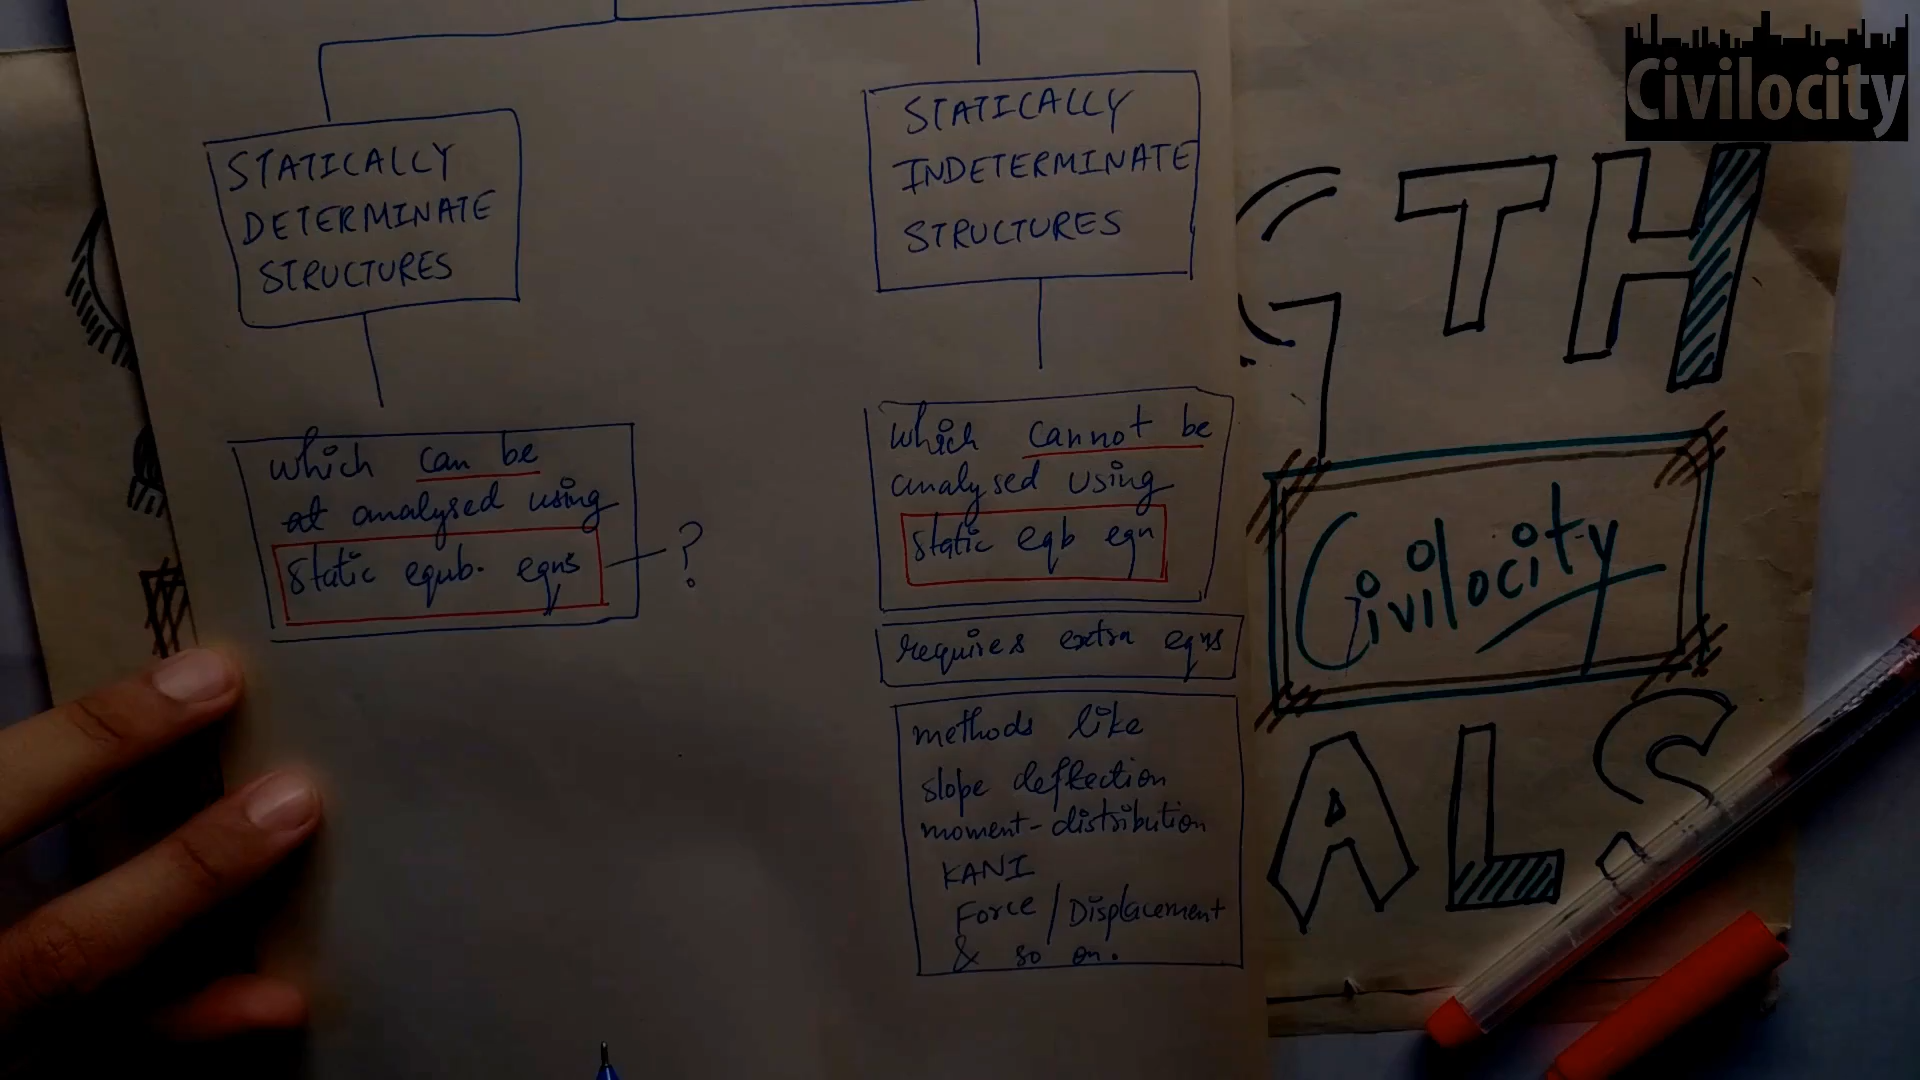 STATICALLY
DETERMINATE
STRUCTURES
which can be
at analysed using
static equb. eqns
?
STATICALLY
INDETERMINATE
STRUCTURES
which cannot be
analysed using
static eqb eqn
requires extra eqns
methods like
slope deflection
moment-distribution
KANI
Force / Displacement
& so on.
Civilocity
GTH
Civilocity
ALS